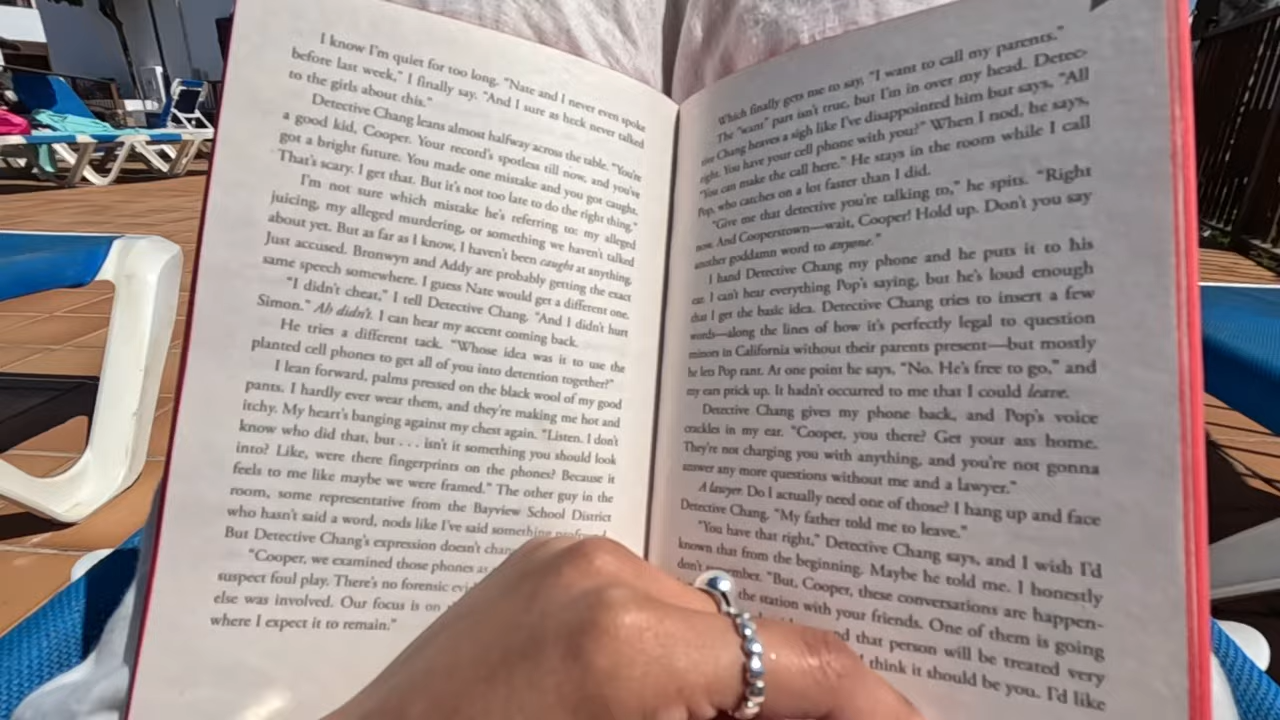 I know I'm quiet for too long. "Nate and I never even spoke
before last week," I finally say. "And I sure as heck never talked
to the girls about this."
Detective Chang leans almost halfway across the table. "You're
a good kid, Cooper. Your record's spotless till now, and you've
got a bright future. You made one mistake and you got caught.
That's scary. I get that. But it's not too late to do the right thing."
I'm not sure which mistake he's referring to: my alleged
juicing, my alleged murdering, or something we haven't talked
about yet. But as far as I know, I haven't been caught at anything.
Just accused. Bronwyn and Addy are probably getting the exact
same speech somewhere. I guess Nate would get a different one.
"I didn't cheat," I tell Detective Chang. "And I didn't hurt
Simon." Ah didn't. I can hear my accent coming back.
He tries a different tack. "Whose idea was it to use the
planted cell phones to get all of you into detention together?"
I lean forward, palms pressed on the black wool of my good
pants. I hardly ever wear them, and they're making me hot and
itchy. My heart's banging against my chest again. "Listen. I don't
know who did that, but . . . isn't it something you should look
into? Like, were there fingerprints on the phones? Because it
feels to me like maybe we were framed." The other guy in the
room, some representative from the Bayview School District
who hasn't said a word, nods like I've said something
But Detective Chang's expression doesn't
"Cooper, we examined those phones
suspect foul play. There's no forensic
else was involved. Our focus is on
where I expect it to remain."
Which finally gets me to say, "I want to call my parents."
The "want" part isn't true, but I'm in over my head. Detec-
tive Chang heaves a sigh like I've disappointed him but says, "All
right. You have your cell phone with you?" When I nod, he says,
"You can make the call here." He stays in the room while I call
Pop, who catches on a lot faster than I did.
"Give me that detective you're talking to," he spits. "Right
now. And Cooperstown—wait, Cooper! Hold up. Don't you say
another goddamn word to anyone."
I hand Detective Chang my phone and he puts it to his
ear. I can't hear everything Pop's saying, but he's loud enough
that I get the basic idea. Detective Chang tries to insert a few
words—along the lines of how it's perfectly legal to question
minors in California without their parents present—but mostly
he lets Pop rant. At one point he says, "No. He's free to go," and
my ears prick up. It hadn't occurred to me that I could leave.
Detective Chang gives my phone back, and Pop's voice
crackles in my ear. "Cooper, you there? Get your ass home.
They're not charging you with anything, and you're not gonna
answer any more questions without me and a lawyer."
A lawyer. Do I actually need one of those? I hang up and face
Detective Chang. "My father told me to leave."
"You have that right," Detective Chang says, and I wish I'd
known that from the beginning. Maybe he told me. I honestly
don't remember. "But, Cooper, these conversations are happen-
the station with your friends. One of them is going
that person will be treated very
think it should be you. I'd like